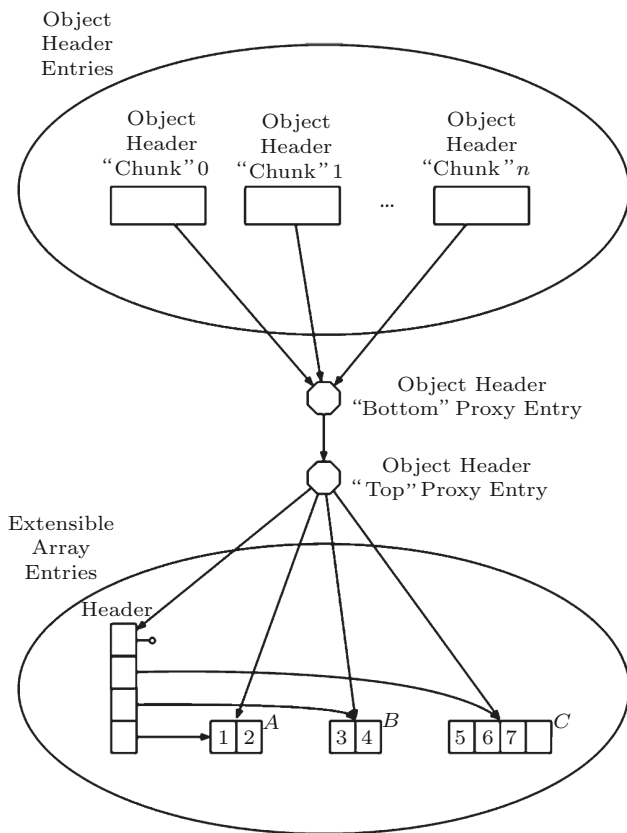 Object
Header
Entries
Object
Header
“Chunk” 0
Object
Header
“Chunk” 1
...
Object
Header
“Chunk” n
Object Header
“Bottom” Proxy Entry
Object Header
“Top” Proxy Entry
Extensible
Array
Entries
Header
1 2 A
3 4 B
5 6 7 C